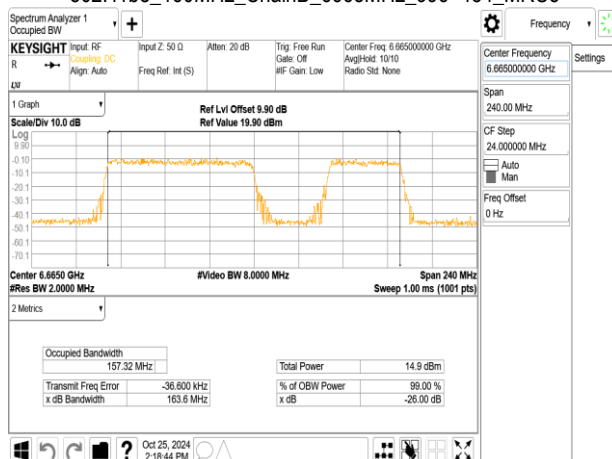 Spectrum Analyzer 1
Occupied BW
Frequency
KEYSIGHT
R
Input: RF
Coupling: DC
Align: Auto
Input Z: 50 Ω
Freq Ref: Int (S)
Atten: 20 dB
Trig: Free Run
Gate: Off
#IF Gain: Low
Center Freq: 6.665000000 GHz
Avg|Hold: 10/10
Radio Std: None
Center Frequency
6.665000000 GHz
Settings
Span
240.00 MHz
CF Step
24.000000 MHz
Auto
Man
Freq Offset
0 Hz
1 Graph
Scale/Div 10.0 dB
Ref Lvl Offset 9.90 dB
Ref Value 19.90 dBm
Log
9.90
-0.10
-10.1
-20.1
-30.1
-40.1
-50.1
-60.1
-70.1
Center 6.6650 GHz
#Res BW 2.0000 MHz
#Video BW 8.0000 MHz
Span 240 MHz
Sweep 1.00 ms (1001 pts)
2 Metrics
Occupied Bandwidth
157.32 MHz
Total Power 14.9 dBm
Transmit Freq Error -36.600 kHz
% of OBW Power 99.00 %
x dB Bandwidth 163.6 MHz
x dB -26.00 dB
?
Oct 25, 2024
2:18:44 PM